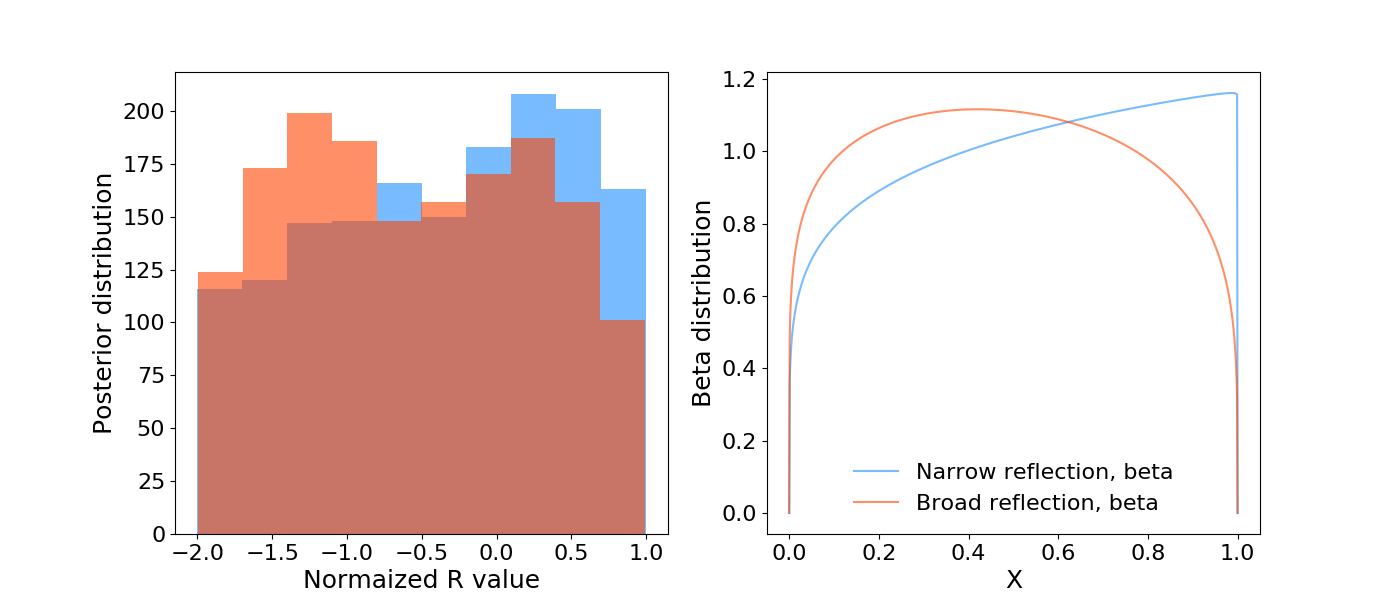 Posterior distribution
200
175
150
125
100
75
50
25
0
−2.0 −1.5 −1.0 −0.5 0.0 0.5 1.0
Normaized R value
Beta distribution
1.2
1.0
0.8
0.6
0.4
0.2
0.0
0.0 0.2 0.4 0.6 0.8 1.0
X
Narrow reflection, beta
Broad reflection, beta